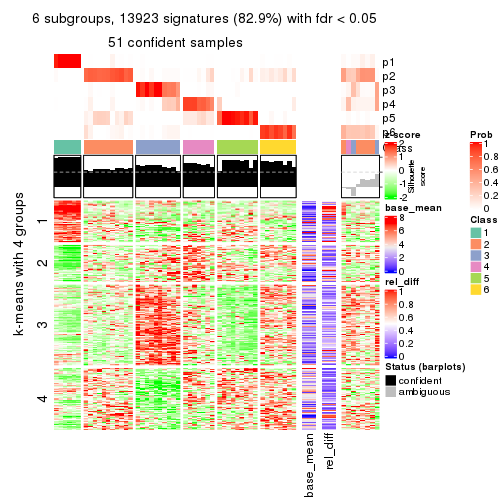 6 subgroups, 13923 signatures (82.9%) with fdr < 0.05
51 confident samples
p1
p2
p3
p4
p5
p6
Class
z-score
2
1
0
-1
-2
Silhouette
score
Prob
1
0.8
0.6
0.4
0.2
0
base_mean
8
6
4
2
0
Class
1
2
3
4
5
6
rel_diff
1
0.8
0.6
0.4
0.2
0
Status (barplots)
confident
ambiguous
k-means with 4 groups
1
2
3
4
base_mean
rel_diff